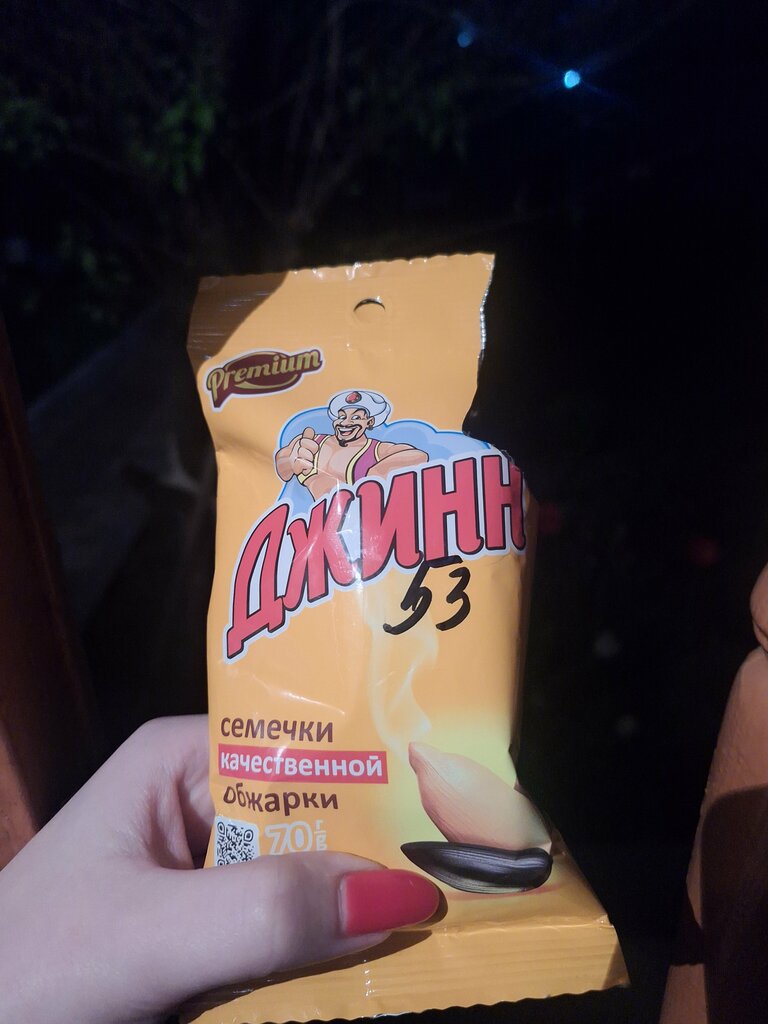 Premium
Джинн
53
семечки
качественной
обжарки
70 г/g